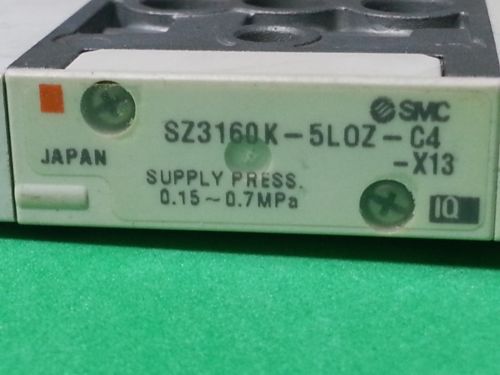 SMC
SZ3160K-5LOZ-C4
-X13
JAPAN
SUPPLY PRESS.
0.15~0.7MPa
IQ